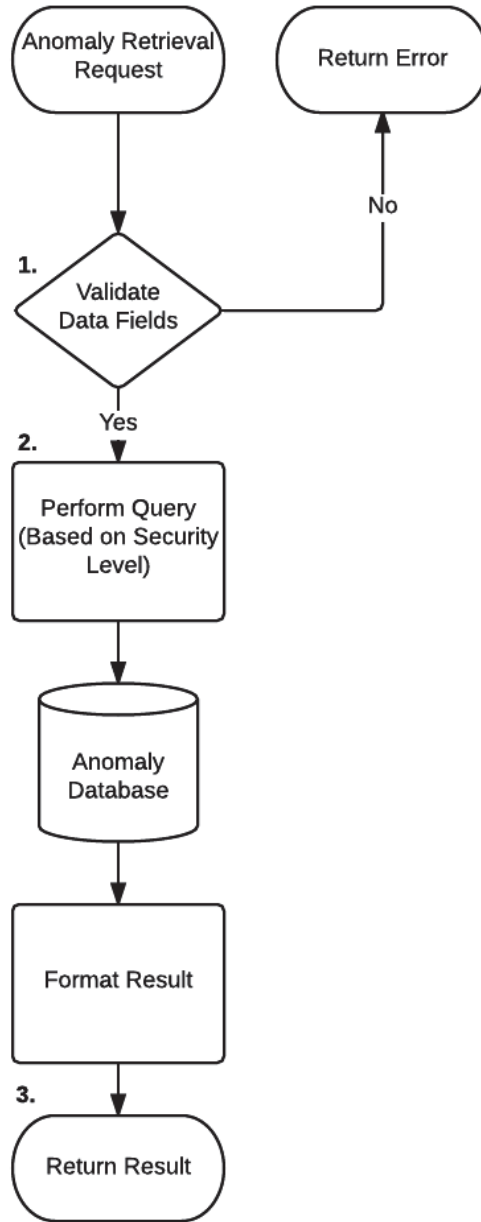 Anomaly Retrieval
Request
Return Error
No
1.
Validate
Data Fields
Yes
2.
Perform Query
(Based on Security
Level)
Anomaly
Database
Format Result
3.
Return Result